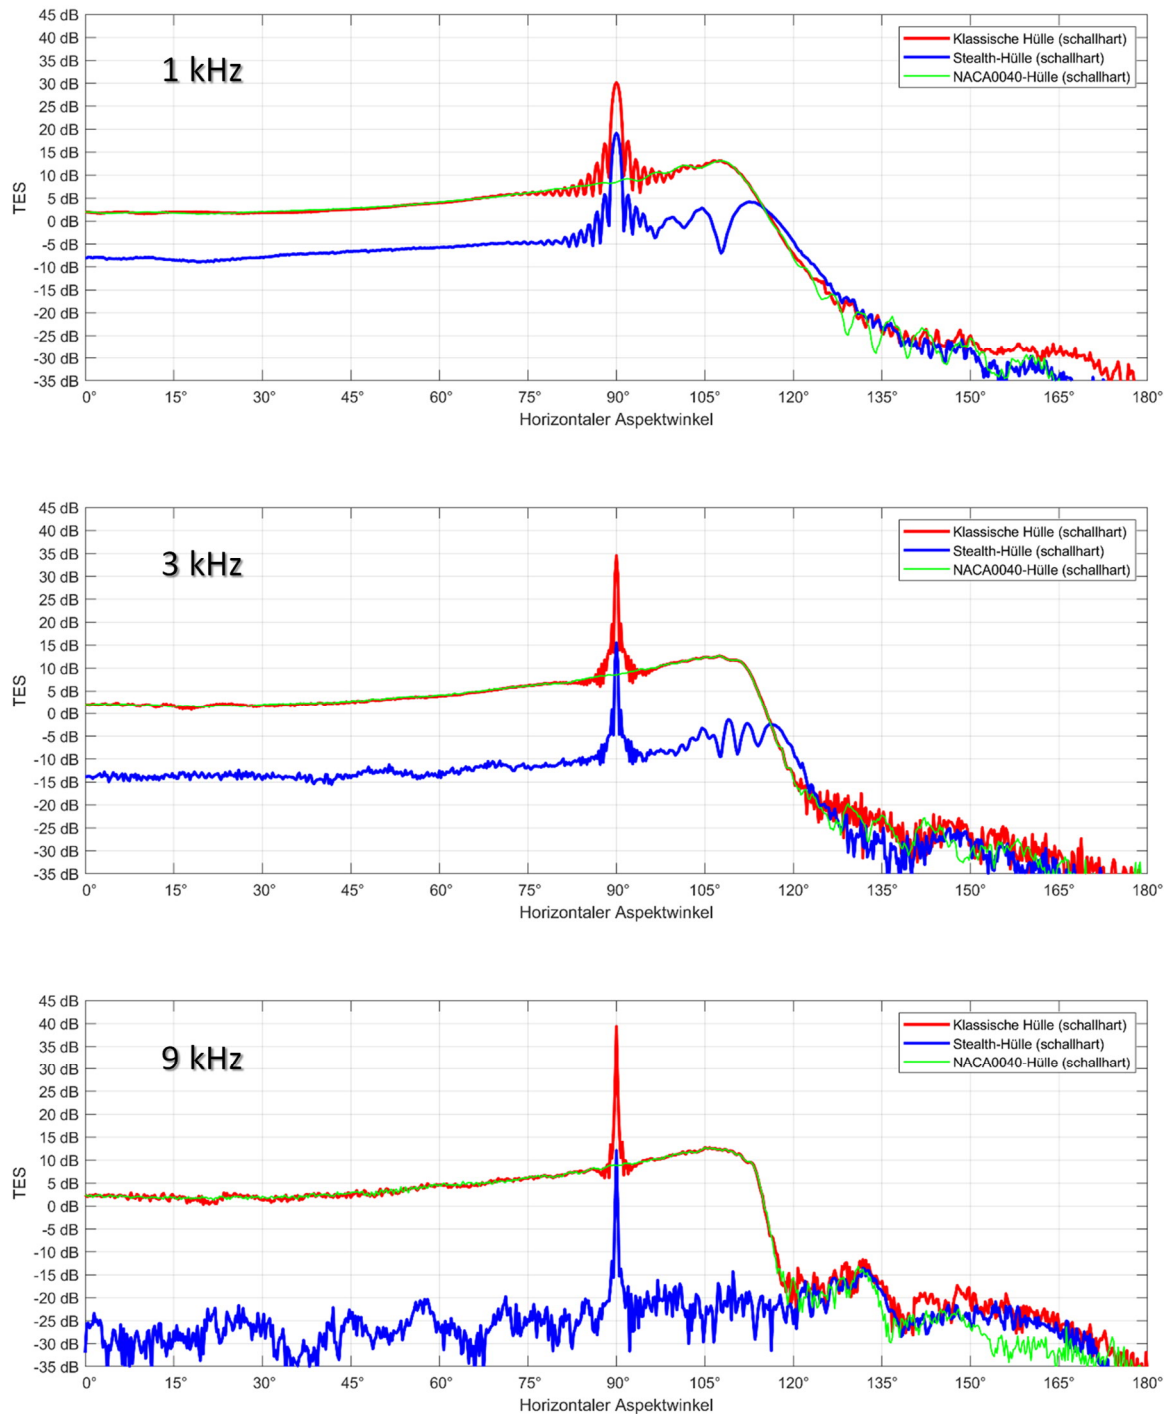 45 dB
40 dB
35 dB
30 dB
25 dB
20 dB
15 dB
10 dB
5 dB
0 dB
-5 dB
-10 dB
-15 dB
-20 dB
-25 dB
-30 dB
-35 dB
TES
1 kHz
Klassische Hülle (schallhart)
Stealth-Hülle (schallhart)
NACA0040-Hülle (schallhart)
0° 15° 30° 45° 60° 75° 90° 105° 120° 135° 150° 165° 180°
Horizontaler Aspektwinkel
45 dB
40 dB
35 dB
30 dB
25 dB
20 dB
15 dB
10 dB
5 dB
0 dB
-5 dB
-10 dB
-15 dB
-20 dB
-25 dB
-30 dB
-35 dB
TES
3 kHz
Klassische Hülle (schallhart)
Stealth-Hülle (schallhart)
NACA0040-Hülle (schallhart)
0° 15° 30° 45° 60° 75° 90° 105° 120° 135° 150° 165° 180°
Horizontaler Aspektwinkel
45 dB
40 dB
35 dB
30 dB
25 dB
20 dB
15 dB
10 dB
5 dB
0 dB
-5 dB
-10 dB
-15 dB
-20 dB
-25 dB
-30 dB
-35 dB
TES
9 kHz
Klassische Hülle (schallhart)
Stealth-Hülle (schallhart)
NACA0040-Hülle (schallhart)
0° 15° 30° 45° 60° 75° 90° 105° 120° 135° 150° 165° 180°
Horizontaler Aspektwinkel